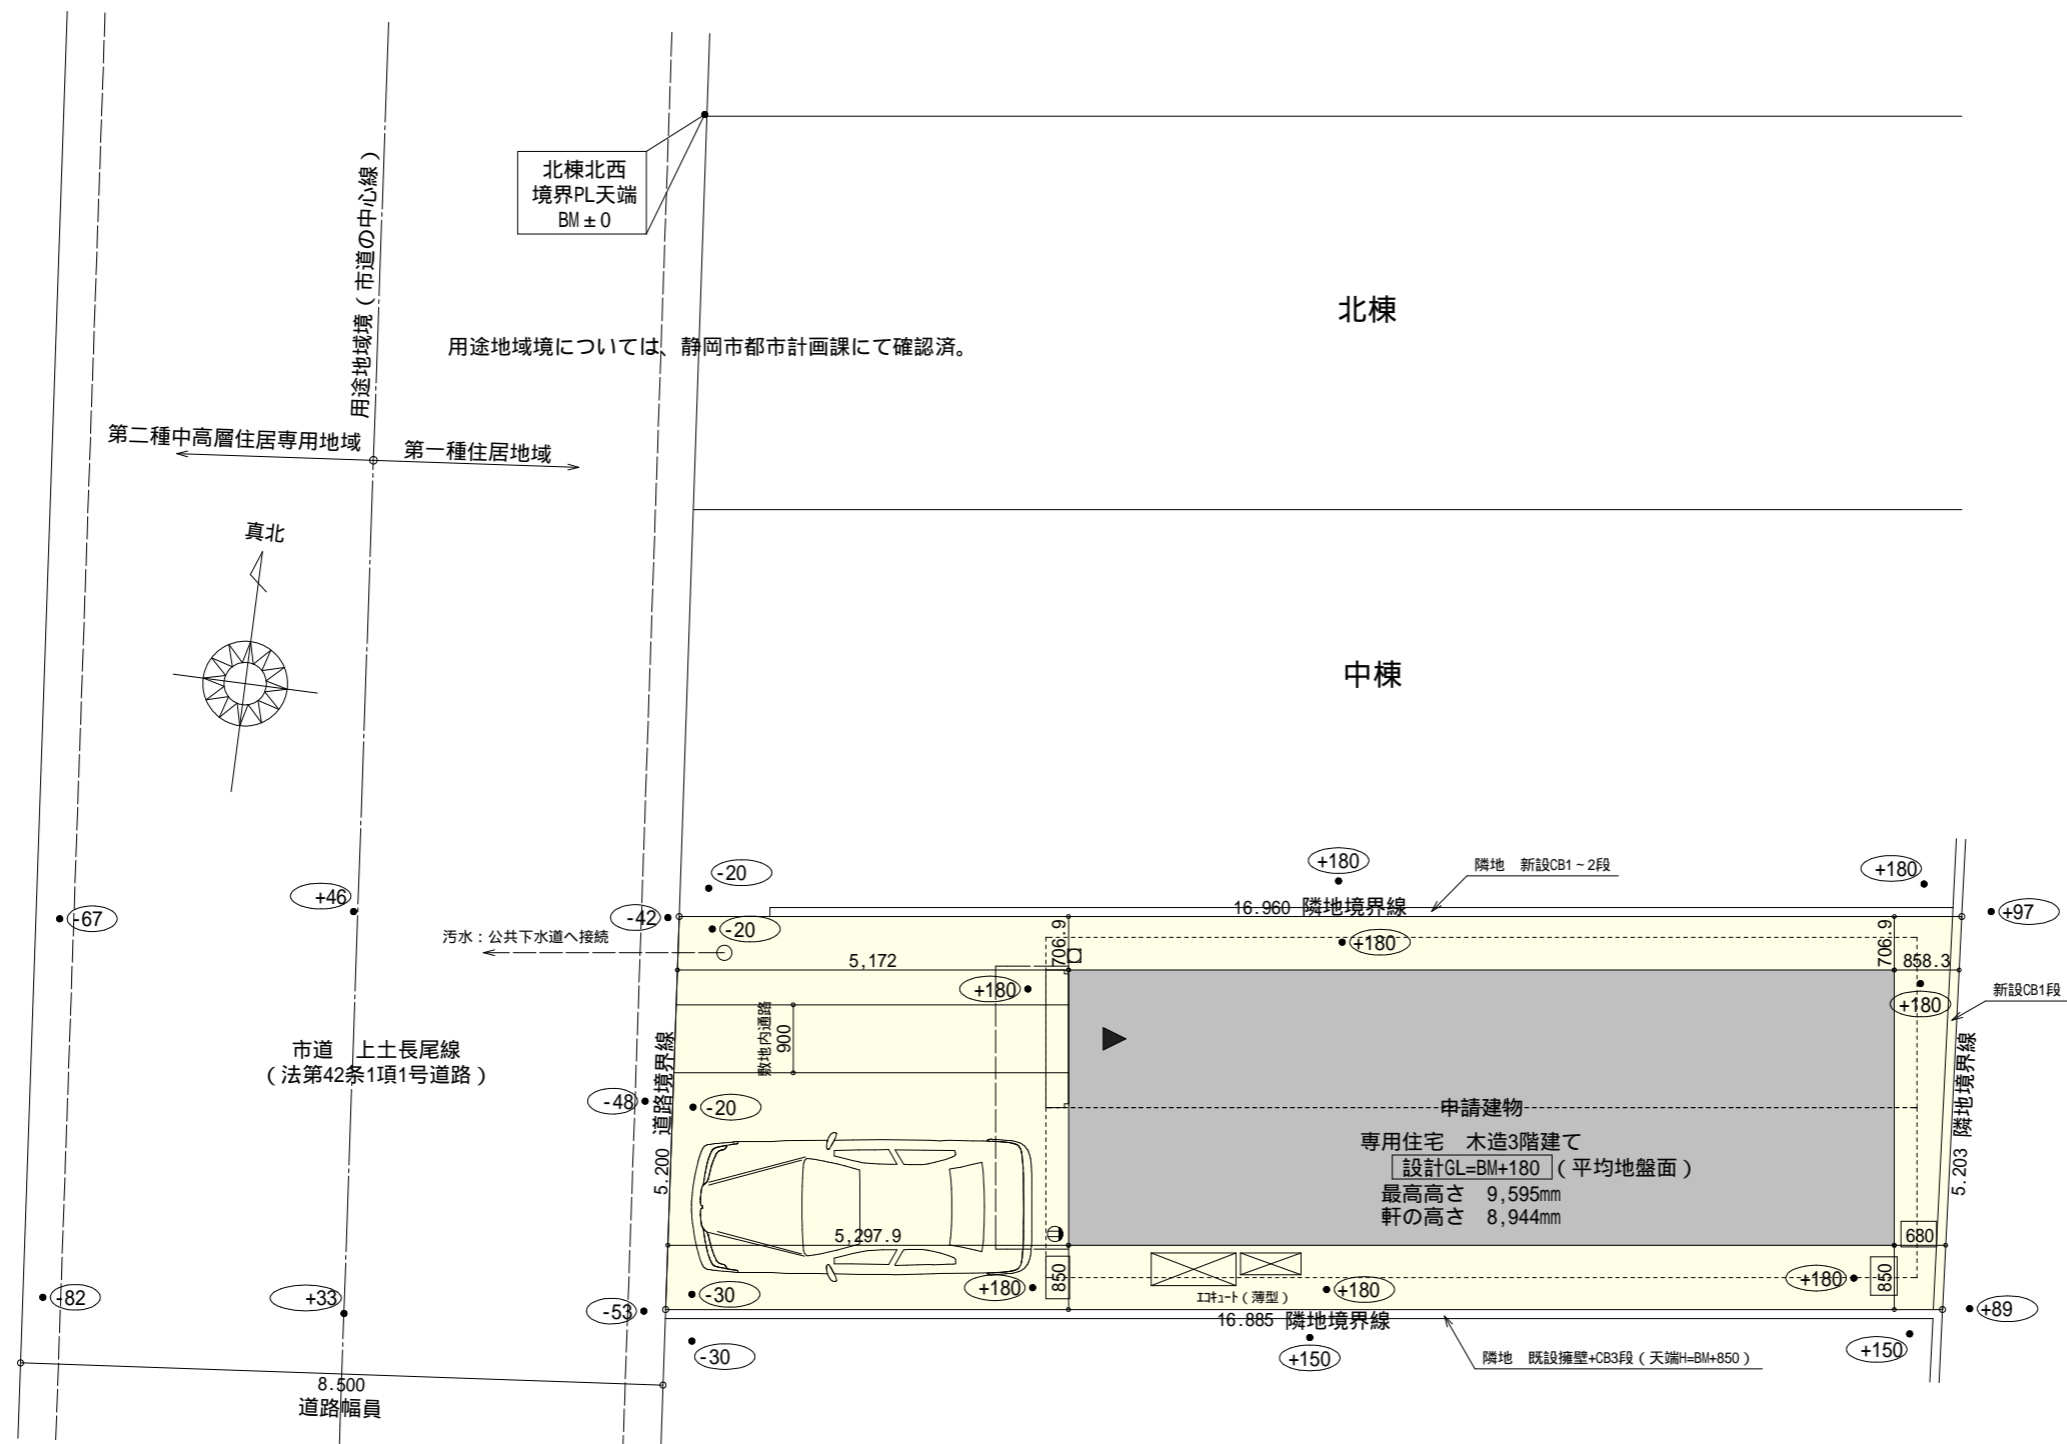 北棟北西
境界PL天端
BM±0
用途地域境（市道の中心線）
北棟
用途地域境については、静岡市都市計画課にて確認済。
第二種中高層住居専用地域
第一種住居地域
真北
中棟
-20
+180
隣地　新設CB1～2段
+180
+46
-67
-42
16.960 隣地境界線
+97
-20
汚水：公共下水道へ接続
706.9
+180
706.9
5,172
858.3
+180
+180
新設CB1段
敷地内通路
900
市道　上土長尾線
（法第42条1項1号道路）
道路境界線
5.200
隣地境界線
5.203
-48
-20
申請建物
専用住宅　木造3階建て
設計GL=BM+180（平均地盤面）
最高高さ　9,595mm
軒の高さ　8,944mm
5,297.9
680
850
850
+180
+180
+180
-82
+33
-53
-30
ｴｺｷｭｰﾄ（薄型）
+89
16.885 隣地境界線
-30
+150
隣地　既設擁壁+CB3段（天端H=BM+850）
+150
8.500
道路幅員